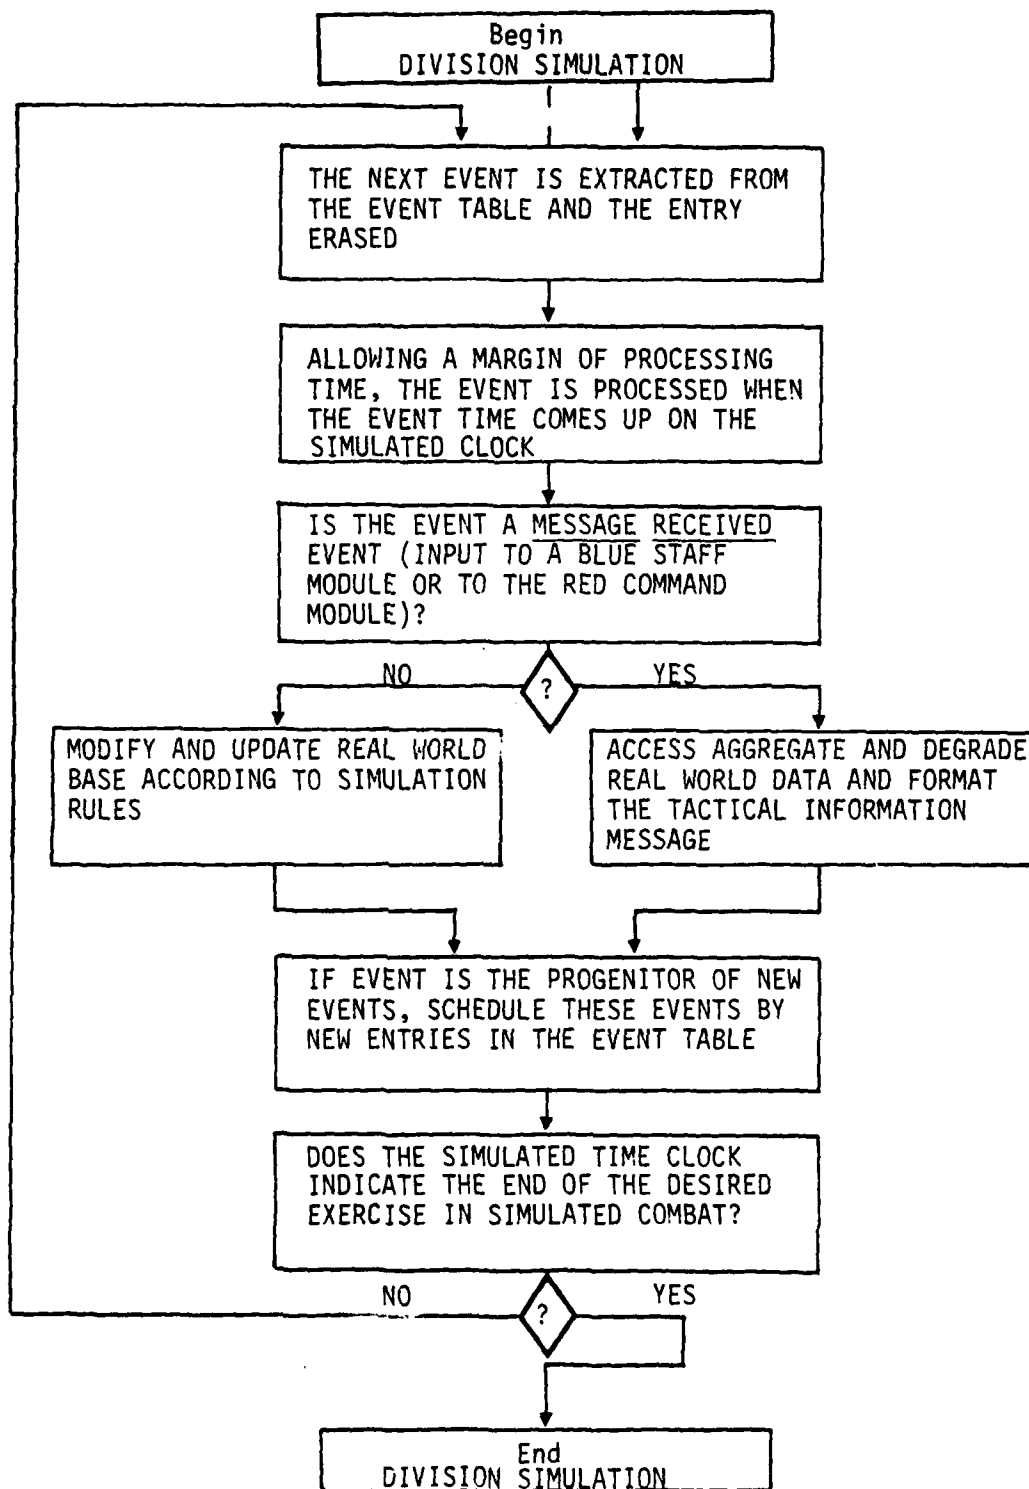 Begin
DIVISION SIMULATION
THE NEXT EVENT IS EXTRACTED FROM
THE EVENT TABLE AND THE ENTRY
ERASED
ALLOWING A MARGIN OF PROCESSING
TIME, THE EVENT IS PROCESSED WHEN
THE EVENT TIME COMES UP ON THE
SIMULATED CLOCK
IS THE EVENT A MESSAGE RECEIVED
EVENT (INPUT TO A BLUE STAFF
MODULE OR TO THE RED COMMAND
MODULE)?
NO
?
YES
MODIFY AND UPDATE REAL WORLD
BASE ACCORDING TO SIMULATION
RULES
ACCESS AGGREGATE AND DEGRADE
REAL WORLD DATA AND FORMAT
THE TACTICAL INFORMATION
MESSAGE
IF EVENT IS THE PROGENITOR OF NEW
EVENTS, SCHEDULE THESE EVENTS BY
NEW ENTRIES IN THE EVENT TABLE
DOES THE SIMULATED TIME CLOCK
INDICATE THE END OF THE DESIRED
EXERCISE IN SIMULATED COMBAT?
NO
?
YES
End
DIVISION SIMULATION